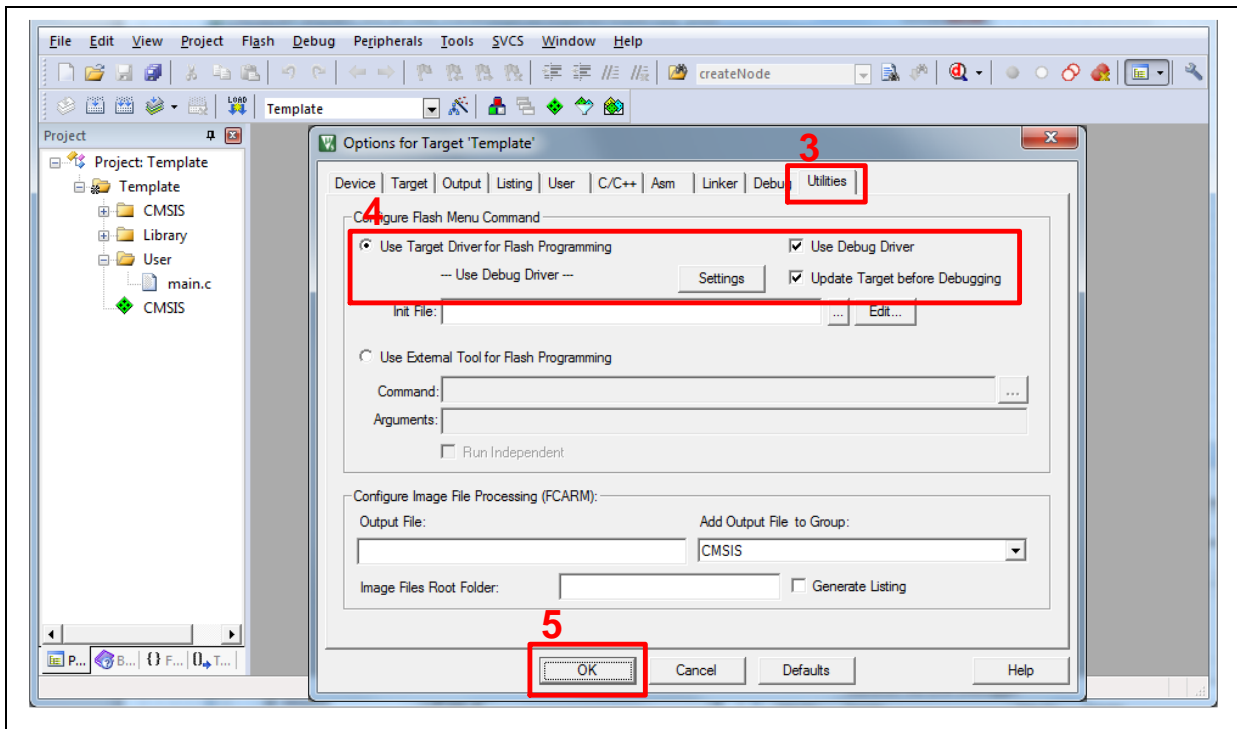 File Edit View Project Flash Debug Peripherals Tools SVCS Window Help
createNode
LOAD Template
Project
Options for Target 'Template'
3
Project: Template
Template
CMSIS
Library
User
main.c
CMSIS
Device Target Output Listing User C/C++ Asm Linker Debug Utilities
4
Configure Flash Menu Command
Use Target Driver for Flash Programming Use Debug Driver
--- Use Debug Driver --- Settings Update Target before Debugging
Init File: ... Edit...
Use External Tool for Flash Programming
Command: ...
Arguments:
Run Independent
Configure Image File Processing (FCARM):
Output File: Add Output File to Group:
CMSIS
Image Files Root Folder: Generate Listing
5
OK Cancel Defaults Help
P... B... {} F... 0 T...